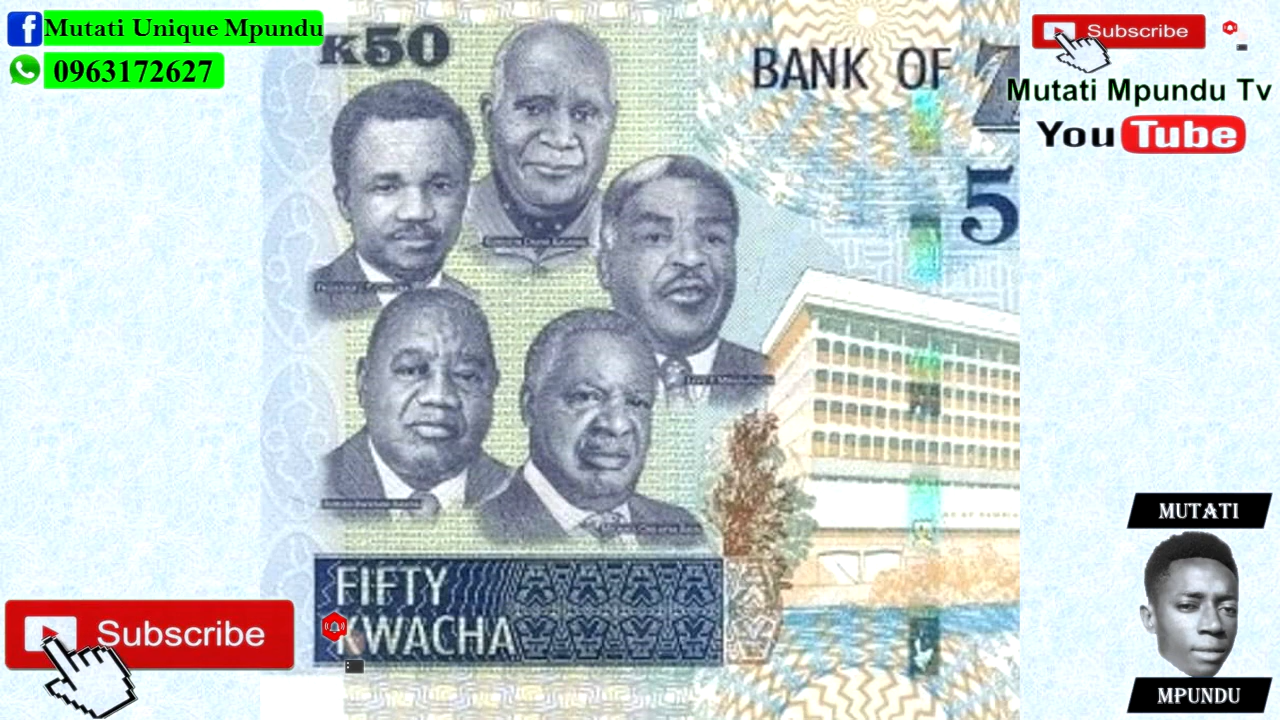 Mutati Unique Mpundu
0963172627
K50
BANK OF
5
Subscribe
Mutati Mpundu Tv
YouTube
FIFTY
KWACHA
Subscribe
MUTATI
MPUNDU